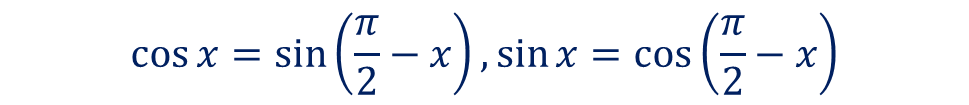 cos x = sin(π/2 − x), sin x = cos(π/2 − x)